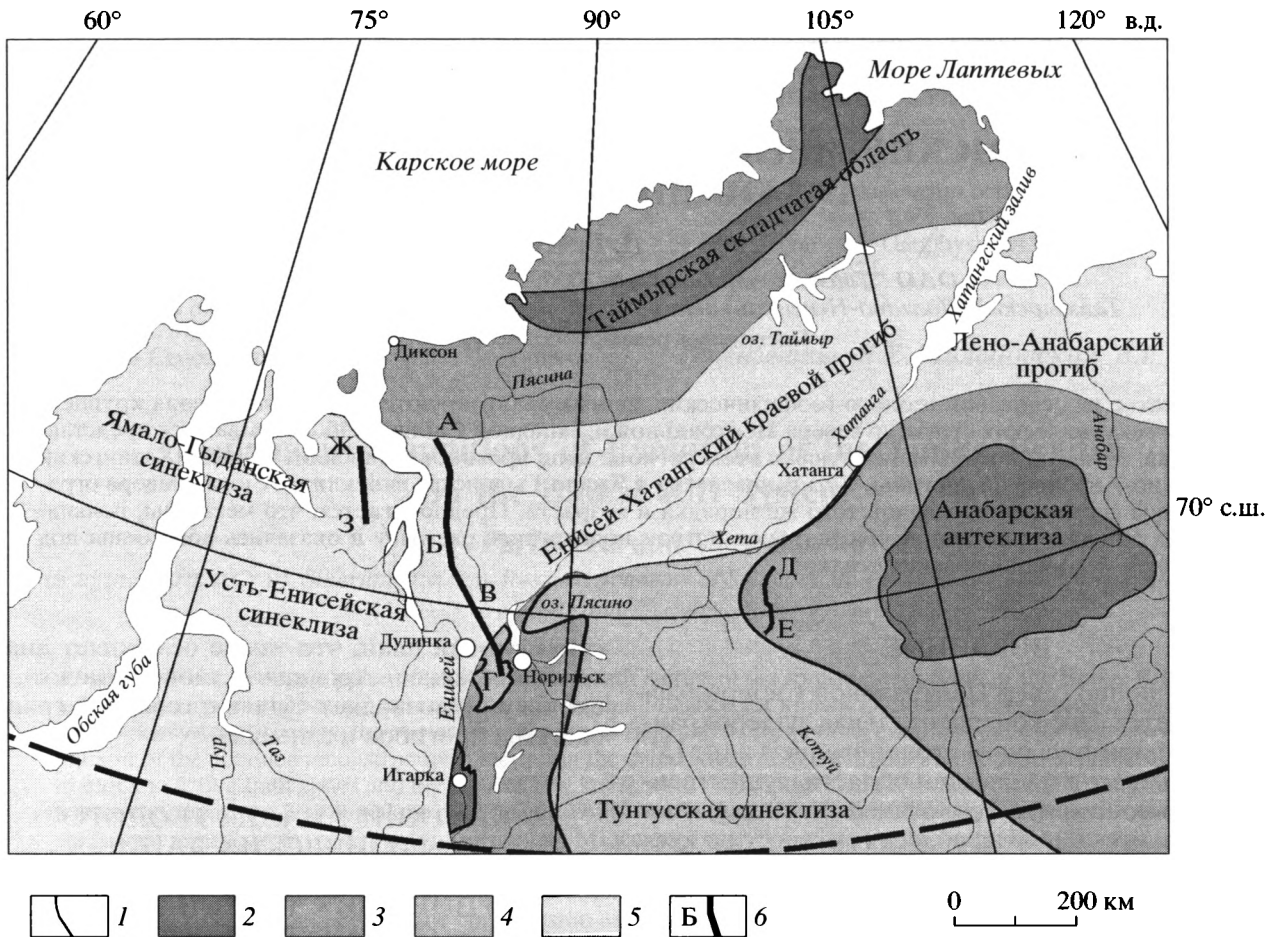 60° 75° 90° 105° 120° в.д.
Море Лаптевых
Карское море
Таймырская складчатая область
Хатангский залив
оз. Таймыр
Диксон
Пясина
Лено-Анабарский
прогиб
Енисей-Хатангский краевой прогиб
Хатанга
Анабар
Ямало-Гыданская
синеклиза
Ж
А
Хатанга
З
Б
70° с.ш.
Анабарская
антеклиза
Хета
Д
Усть-Енисейская
синеклиза
В
оз. Пясино
Е
Дудинка
Норильск
Г
Енисей
Обская губа
Пур
Таз
Котуй
Игарка
Тунгусская синеклиза
1 2 3 4 5 Б 6
0 200 км